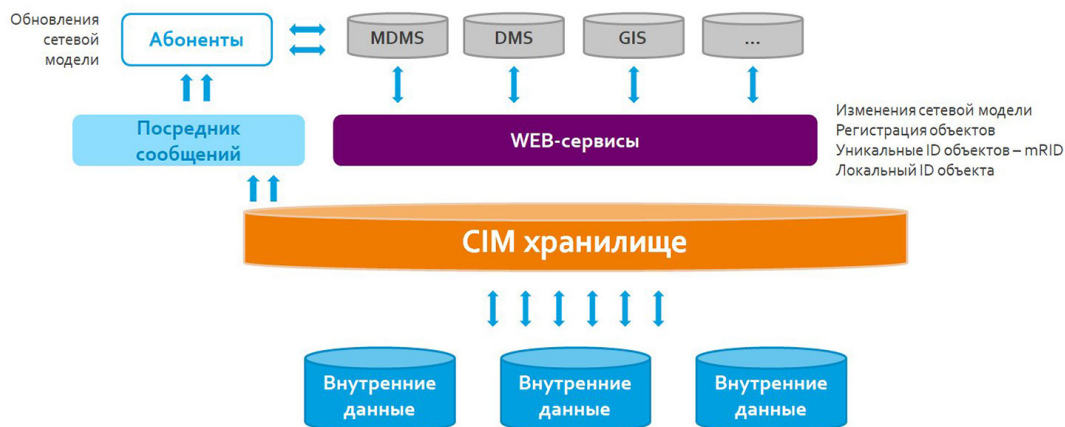 Обновления
сетевой
модели
Абоненты
MDMS
DMS
GIS
...
Посредник
сообщений
WEB-сервисы
Изменения сетевой модели
Регистрация объектов
Уникальные ID объектов – mRID
Локальный ID объекта
CIM хранилище
Внутренние
данные
Внутренние
данные
Внутренние
данные